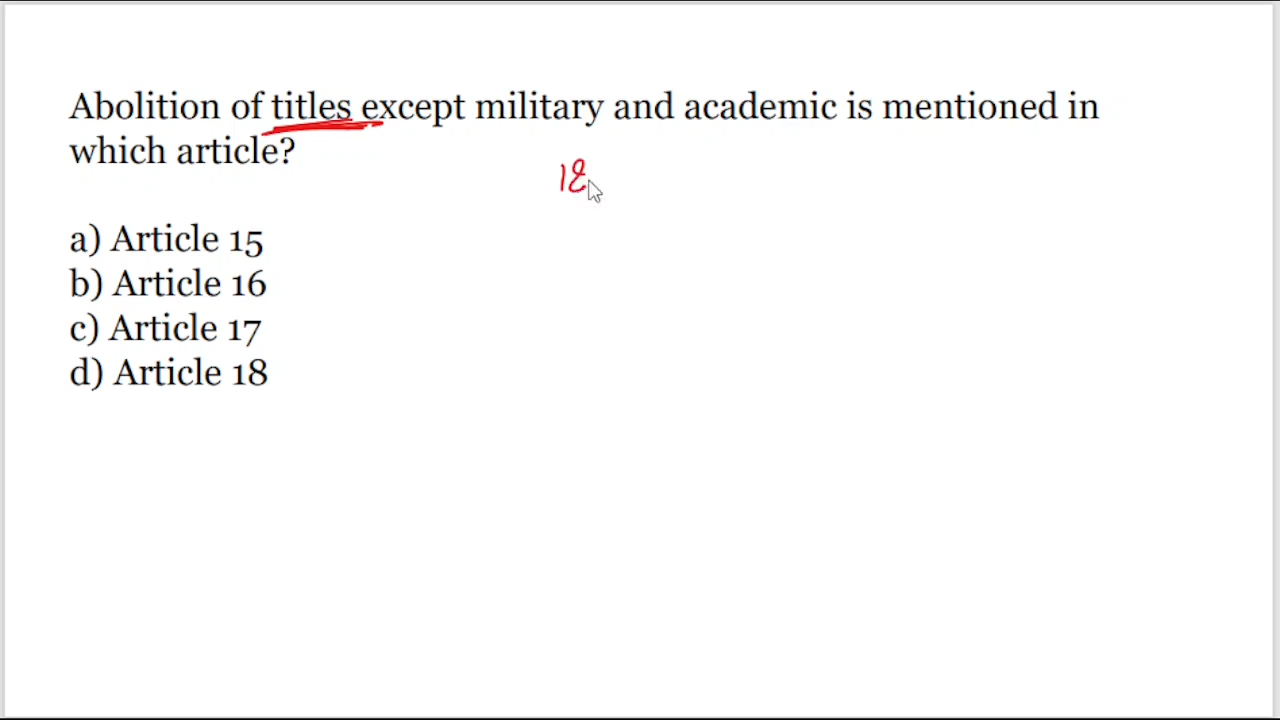 Abolition of titles except military and academic is mentioned in
which article?
18
a) Article 15
b) Article 16
c) Article 17
d) Article 18